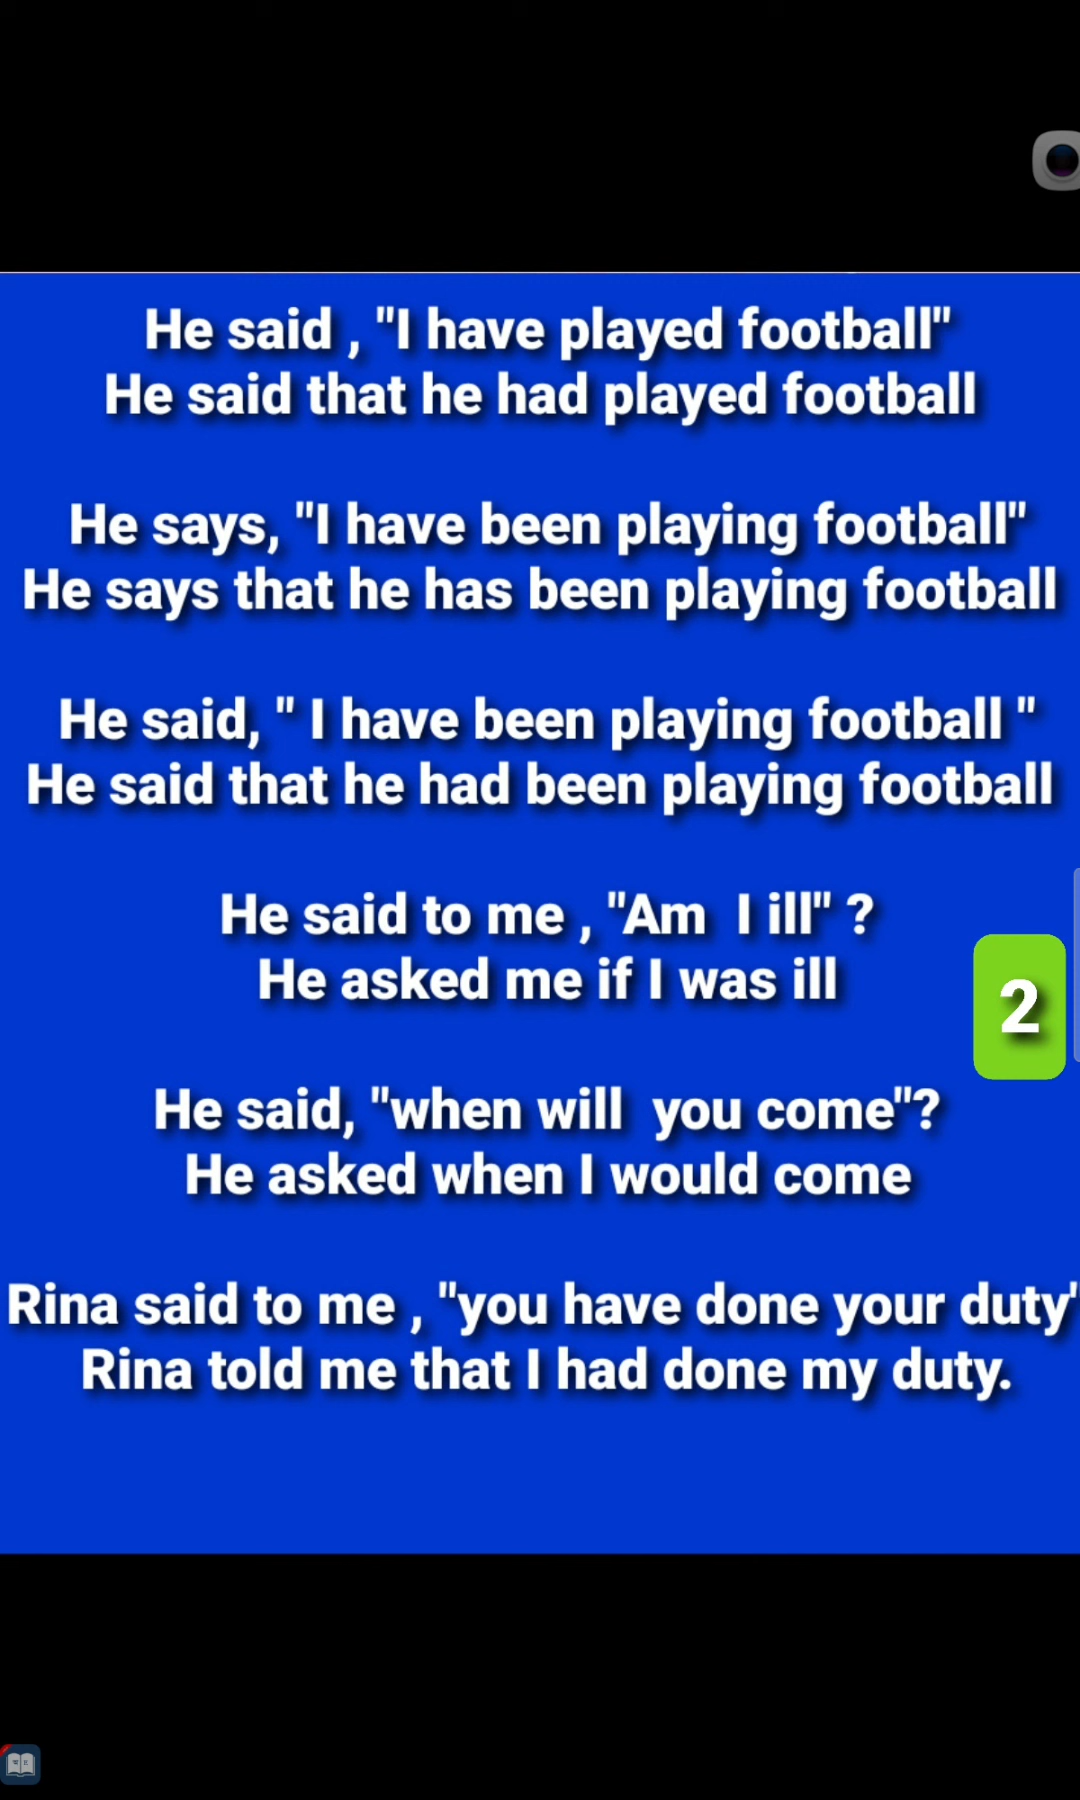 He said , "I have played football"
He said that he had played football
He says, "I have been playing football"
He says that he has been playing football
He said, " I have been playing football "
He said that he had been playing football
He said to me , "Am  I ill" ?
He asked me if I was ill
2
He said, "when will  you come"?
He asked when I would come
Rina said to me , "you have done your duty"
Rina told me that I had done my duty.